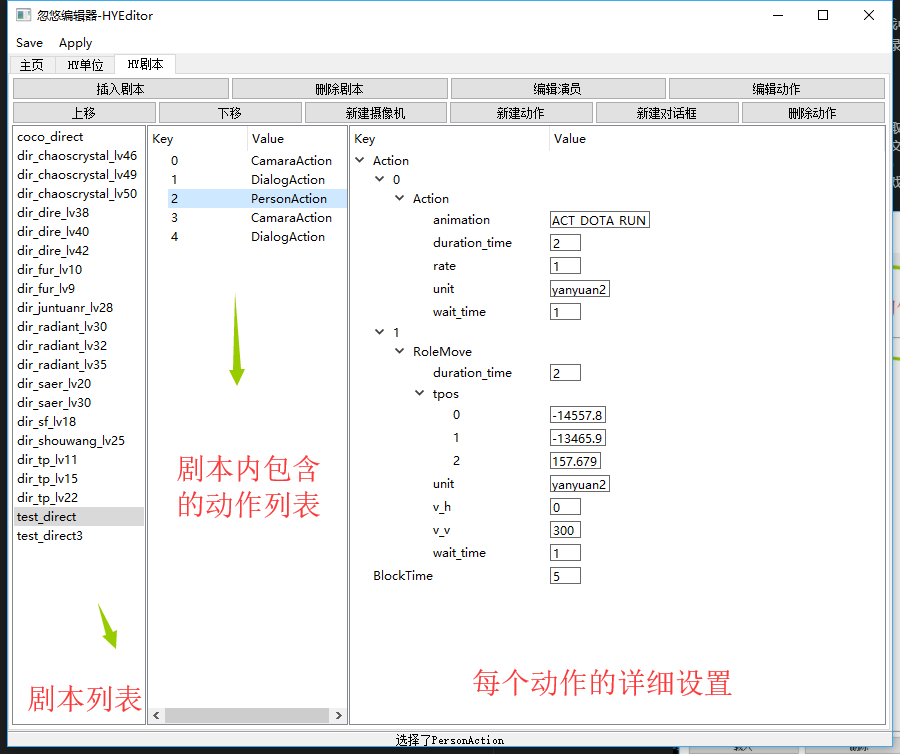 忽悠编辑器-HYEditor
Save Apply
主页 HY单位 HY剧本
插入剧本 删除剧本 编辑演员 编辑动作
上移 下移 新建摄像机 新建动作 新建对话框 删除动作
coco_direct
dir_chaoscrystal_lv46
dir_chaoscrystal_lv49
dir_chaoscrystal_lv50
dir_dire_lv38
dir_dire_lv40
dir_dire_lv42
dir_fur_lv10
dir_fur_lv9
dir_juntuanr_lv28
dir_radiant_lv30
dir_radiant_lv32
dir_radiant_lv35
dir_saer_lv20
dir_saer_lv30
dir_sf_lv18
dir_shouwang_lv25
dir_tp_lv11
dir_tp_lv15
dir_tp_lv22
test_direct
test_direct3
剧本列表
Key Value
0 CamaraAction
1 DialogAction
2 PersonAction
3 CamaraAction
4 DialogAction
剧本内包含
的动作列表
Key Value
Action
0
Action
animation ACT_DOTA_RUN
duration_time 2
rate 1
unit yanyuan2
wait_time 1
1
RoleMove
duration_time 2
tpos
0 -14557.8
1 -13465.9
2 157.679
unit yanyuan2
v_h 0
v_v 300
wait_time 1
BlockTime 5
每个动作的详细设置
选择了PersonAction